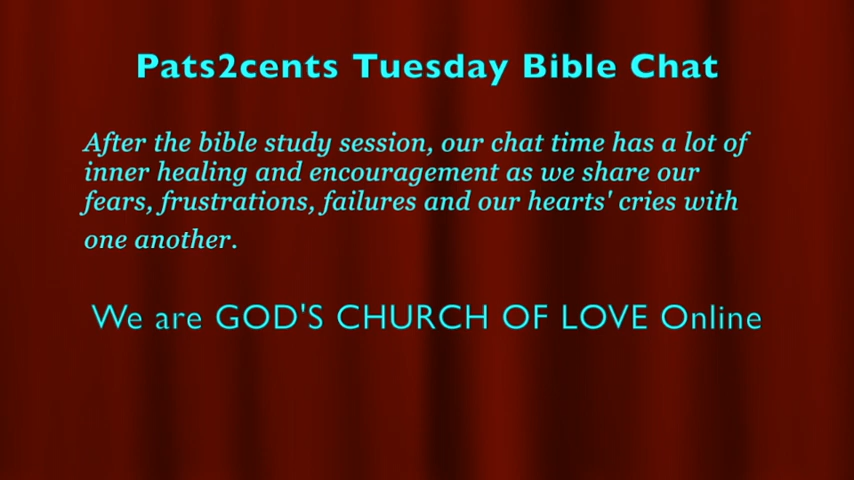 Pats2cents Tuesday Bible Chat
After the bible study session, our chat time has a lot of
inner healing and encouragement as we share our
fears, frustrations, failures and our hearts' cries with
one another.
We are GOD'S CHURCH OF LOVE Online